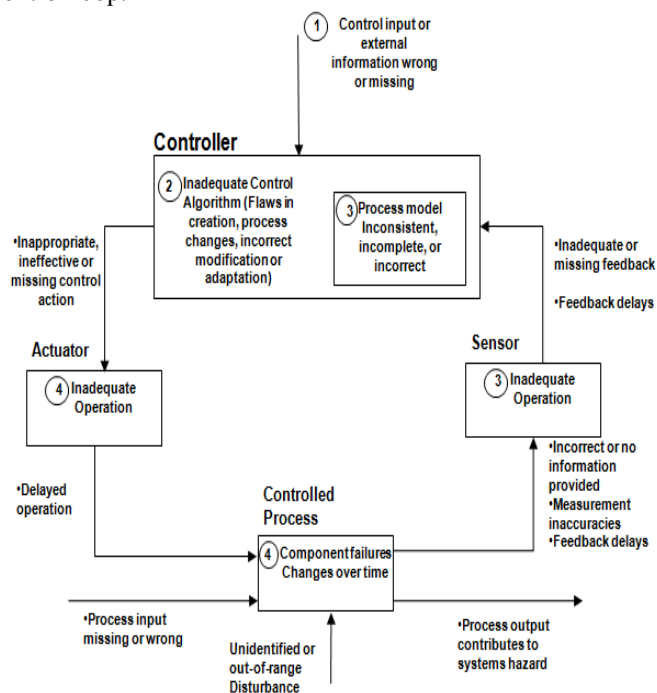 1
Control input or
external
information wrong
or missing
Controller
2
Inadequate Control
Algorithm (Flaws in
creation, process
changes, incorrect
modification or
adaptation)
3
Process model
Inconsistent,
incomplete, or
incorrect
•Inappropriate,
ineffective or
missing control
action
•Inadequate or
missing feedback
•Feedback delays
Actuator
4
Inadequate
Operation
Sensor
3
Inadequate
Operation
•Delayed
operation
•Incorrect or no
information
provided
•Measurement
inaccuracies
•Feedback delays
Controlled
Process
4
Component failures
Changes over time
•Process input
missing or wrong
Unidentified or
out-of-range
Disturbance
•Process output
contributes to
systems hazard